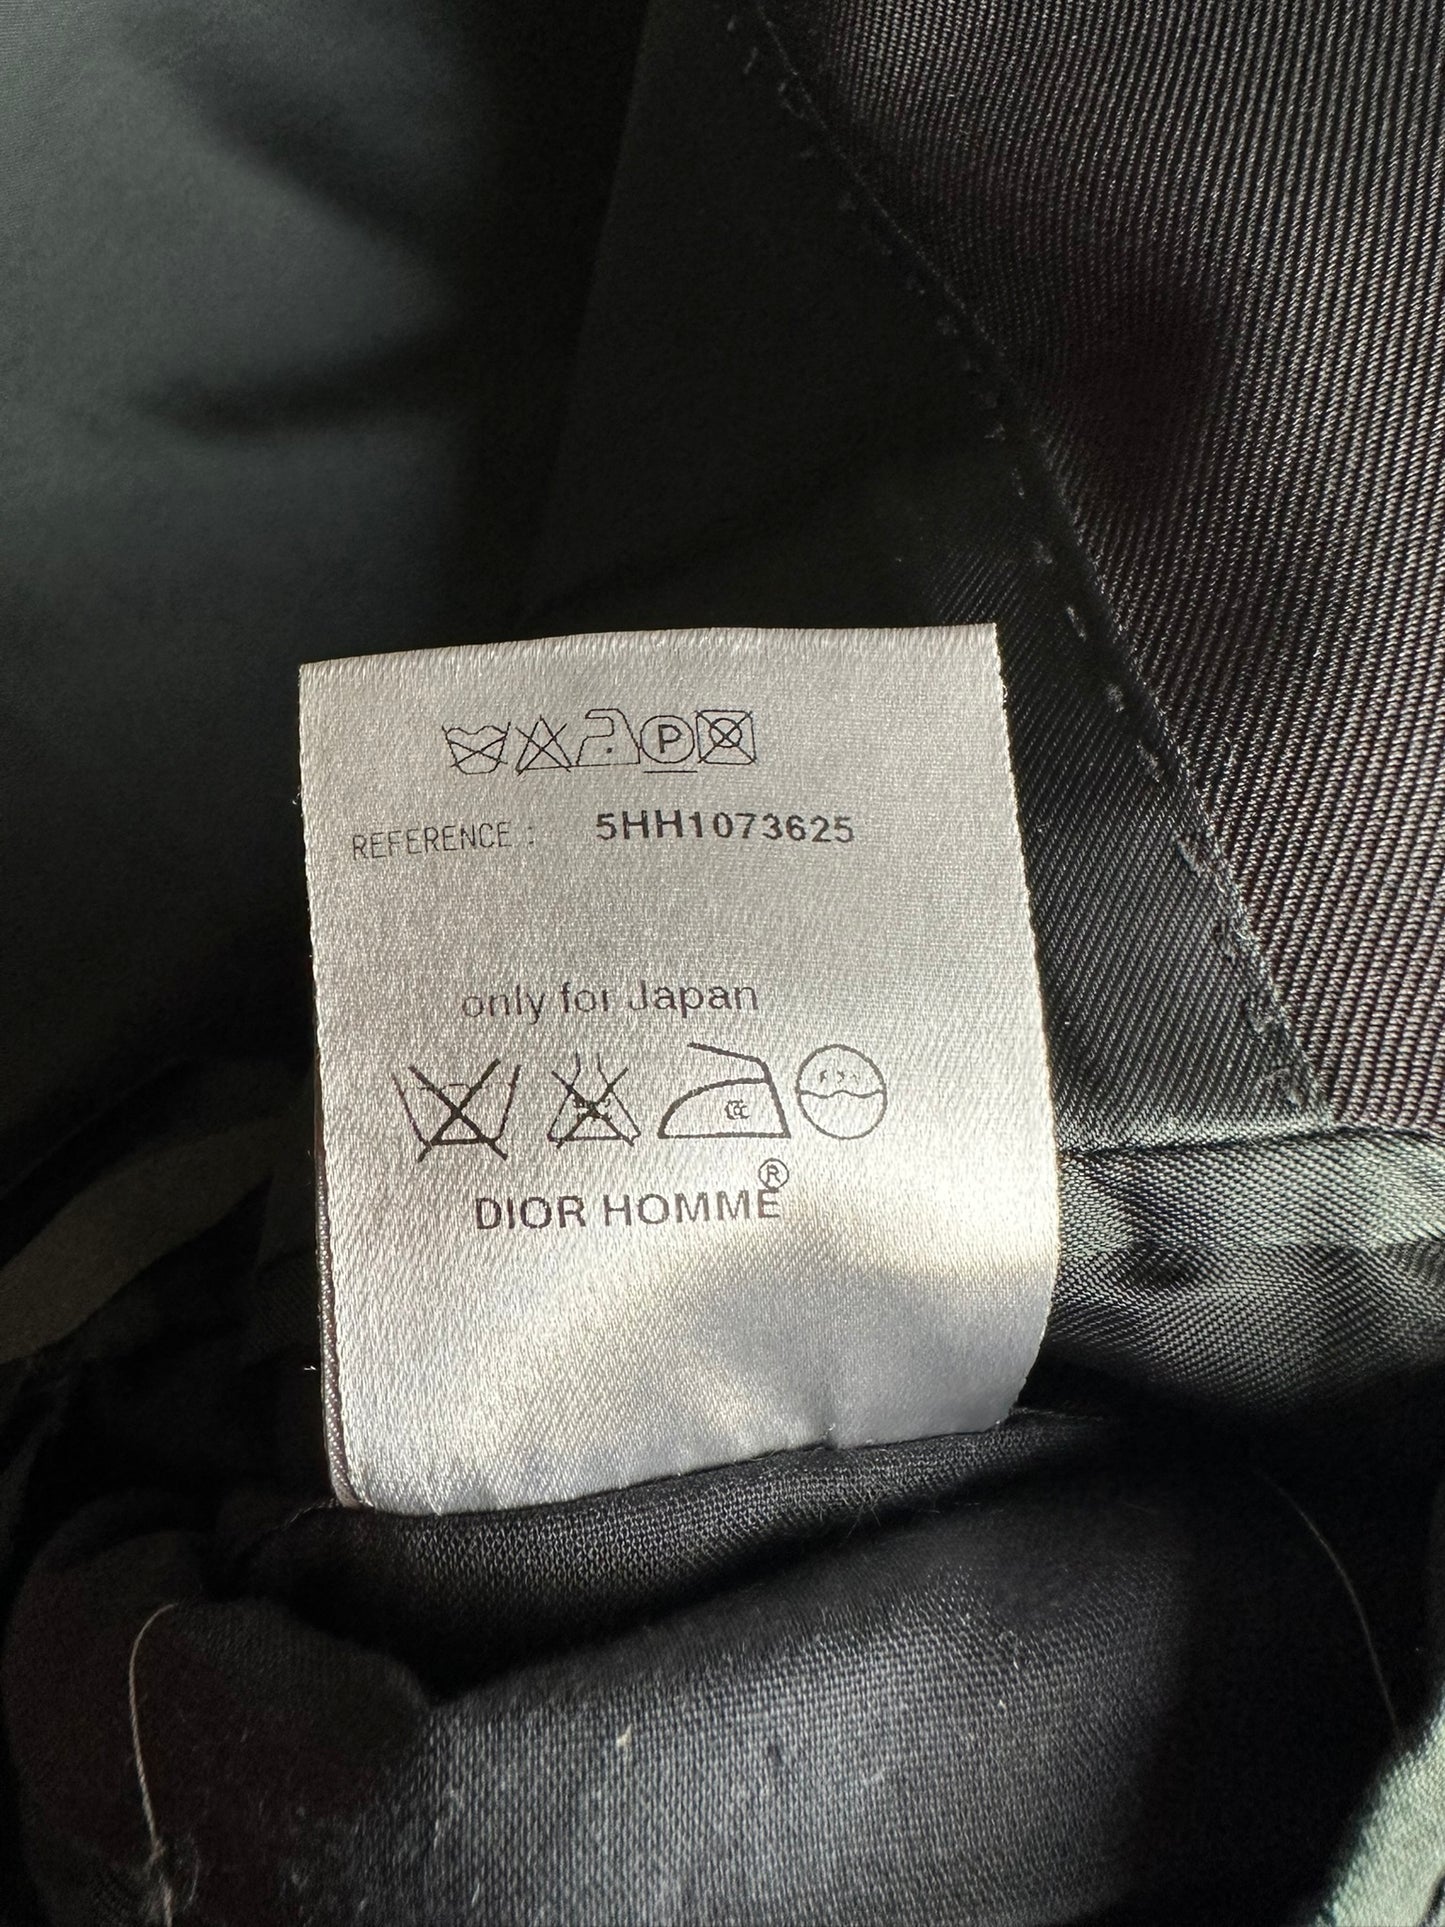 P
REFERENCE : 5HH1073625
only for Japan
DIOR HOMME®